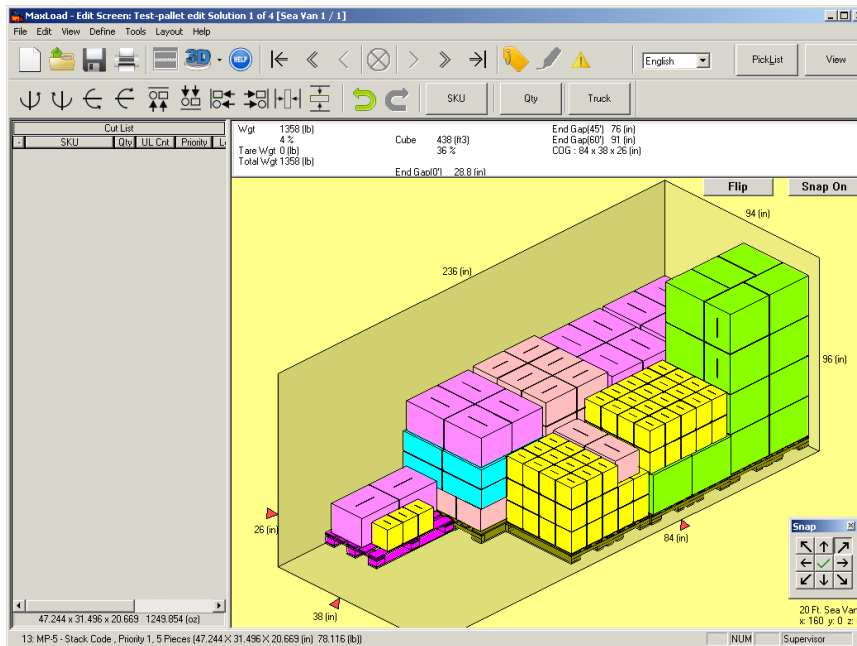 MaxLoad - Edit Screen: Test-pallet edit Solution 1 of 4 [Sea Van 1 / 1]
File Edit View Define Tools Layout Help
3D HELP English PickList View
SKU Qty Truck
Cut List
- SKU Qty UL Cnt Priority
Wgt 1358 (lb)
4 %
Tare Wgt 0 (lb)
Total Wgt 1358 (lb)
Cube 438 (ft3)
36 %
End Gap(0') 28.8 (in)
End Gap(45') 76 (in)
End Gap(60') 91 (in)
COG : 84 x 38 x 26 (in)
Flip Snap On
94 (in)
236 (in)
96 (in)
26 (in)
84 (in)
38 (in)
Snap
20 Ft. Sea Van
x: 160 y: 0 z:
47.244 x 31.496 x 20.669 1249.854 (oz)
13: MP-5 - Stack Code , Priority 1, 5 Pieces (47.244 X 31.496 X 20.669 (in) 78.116 (lb))
NUM Supervisor